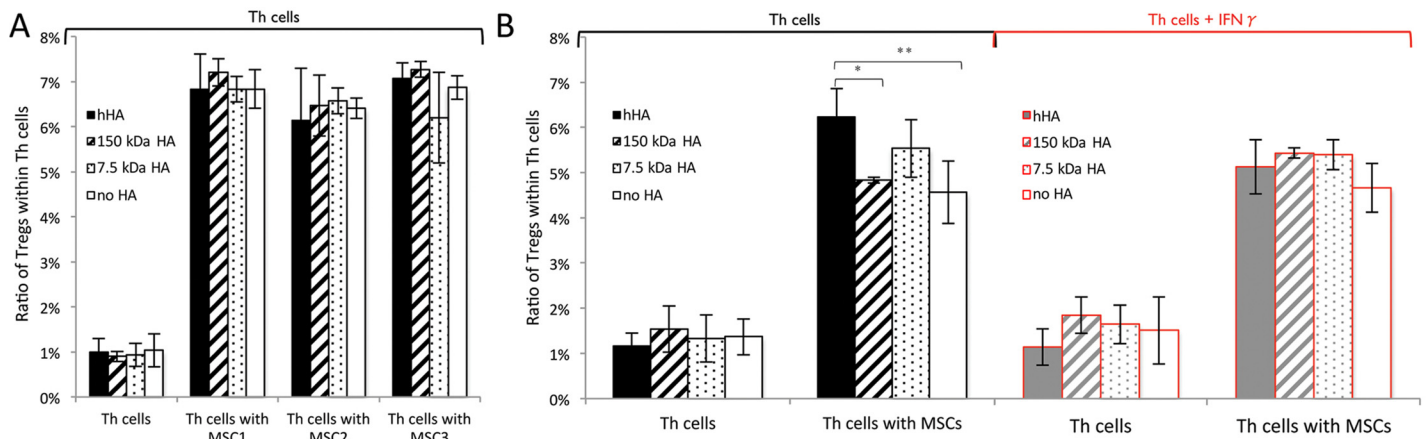 A
Th cells
Ratio of Tregs within Th cells
8%
7%
6%
5%
4%
3%
2%
1%
0%
hHA
150 kDa HA
7.5 kDa HA
no HA
Th cells
Th cells with
MSC1
Th cells with
MSC2
Th cells with
MSC3
B
Th cells
Th cells + IFN γ
Ratio of Tregs within Th cells
8%
7%
6%
5%
4%
3%
2%
1%
0%
hHA
150 kDa HA
7.5 kDa HA
no HA
*
**
hHA
150 kDa HA
7.5 kDa HA
no HA
Th cells
Th cells with MSCs
Th cells
Th cells with MSCs